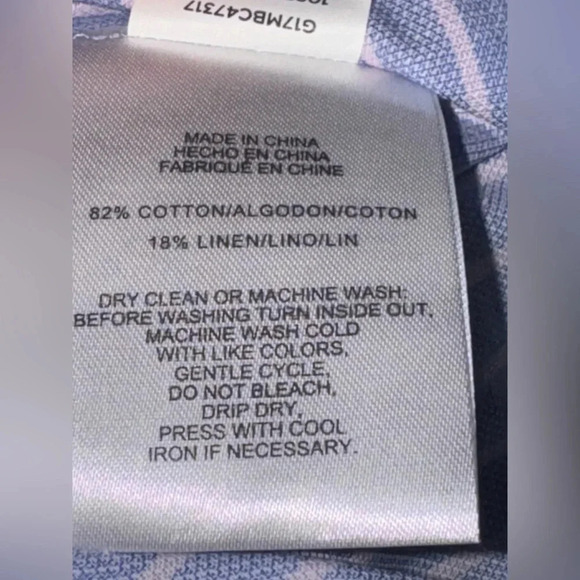 G17MBC47317
MADE IN CHINA
HECHO EN CHINA
FABRIQUÉ EN CHINE
82% COTTON/ALGODON/COTON
18% LINEN/LINO/LIN
DRY CLEAN OR MACHINE WASH:
BEFORE WASHING TURN INSIDE OUT,
MACHINE WASH COLD
WITH LIKE COLORS,
GENTLE CYCLE,
DO NOT BLEACH,
DRIP DRY,
PRESS WITH COOL
IRON IF NECESSARY.